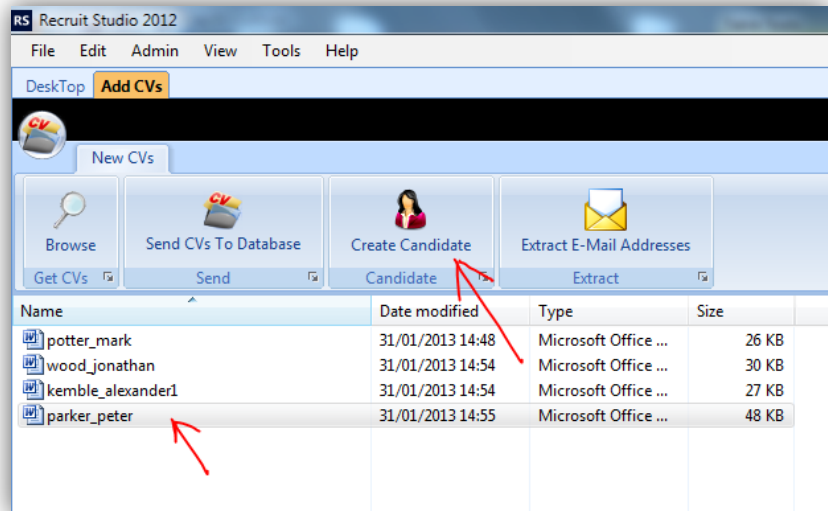 RS Recruit Studio 2012
File Edit Admin View Tools Help
DeskTop Add CVs
CV
New CVs
CV
Browse Send CVs To Database Create Candidate Extract E-Mail Addresses
Get CVs Send Candidate Extract
Name Date modified Type Size
potter_mark 31/01/2013 14:48 Microsoft Office ... 26 KB
wood_jonathan 31/01/2013 14:54 Microsoft Office ... 30 KB
kemble_alexander1 31/01/2013 14:54 Microsoft Office ... 27 KB
parker_peter 31/01/2013 14:55 Microsoft Office ... 48 KB